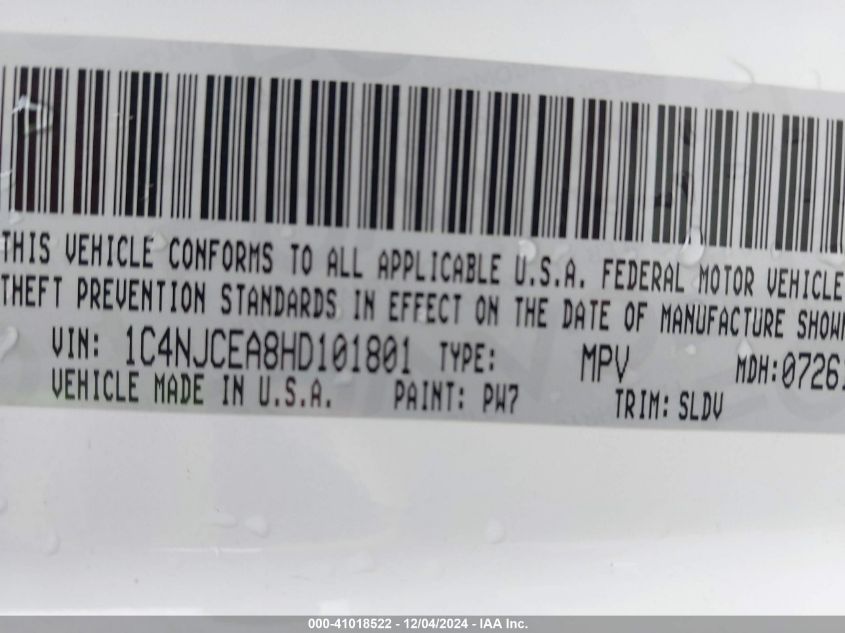 THIS VEHICLE CONFORMS TO ALL APPLICABLE U.S.A. FEDERAL MOTOR VEHICLE
THEFT PREVENTION STANDARDS IN EFFECT ON THE DATE OF MANUFACTURE SHOWN
VIN: 1C4NJCEA8HD101801 TYPE: MPV MDH:0726
VEHICLE MADE IN U.S.A. PAINT: PW7 TRIM: SLDV
000-41018522 - 12/04/2024 - IAA Inc.